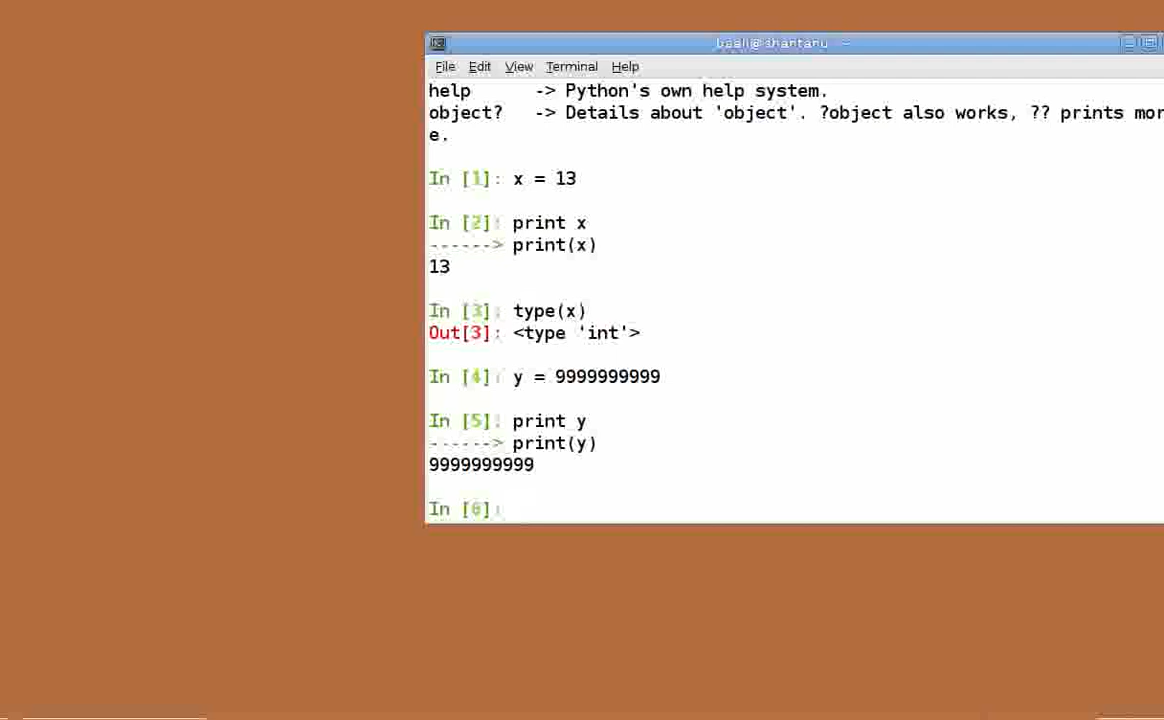 baali@shantanu: ~
File Edit View Terminal Help
help -> Python's own help system.
object? -> Details about 'object'. ?object also works, ?? prints mor
e.
In [1]: x = 13
In [2]: print x
------> print(x)
13
In [3]: type(x)
Out[3]: <type 'int'>
In [4]: y = 9999999999
In [5]: print y
------> print(y)
9999999999
In [6]: